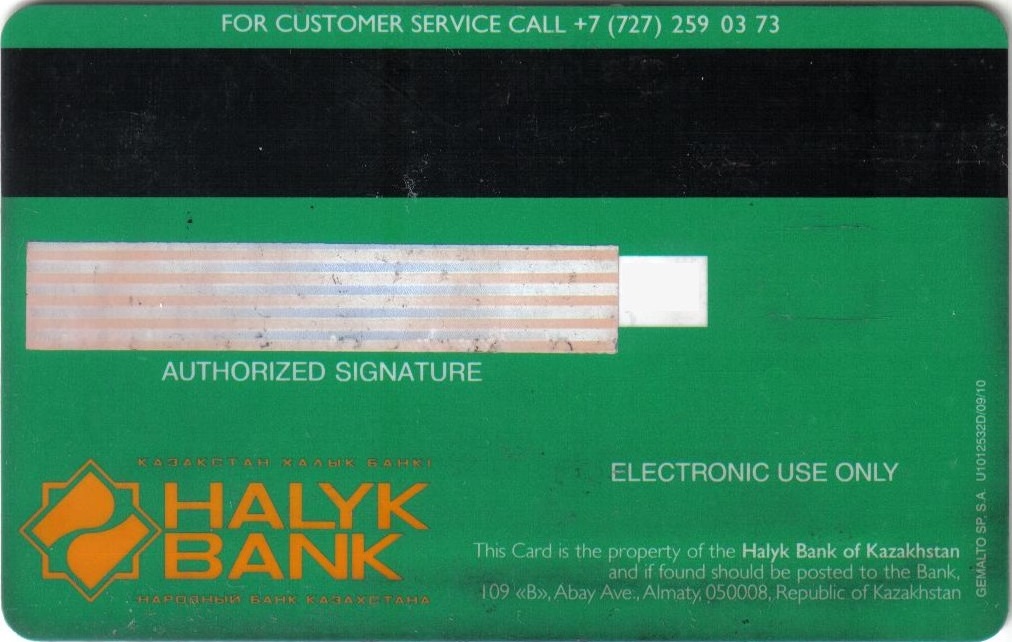 FOR CUSTOMER SERVICE CALL +7 (727) 259 03 73
AUTHORIZED SIGNATURE
ELECTRONIC USE ONLY
ҚАЗАҚСТАН ХАЛЫҚ БАНКІ
HALYK
BANK
НАРОДНЫЙ БАНК КАЗАХСТАНА
This Card is the property of the Halyk Bank of Kazakhstan
and if found should be posted to the Bank,
109 «B», Abay Ave., Almaty, 050008, Republic of Kazakhstan
GEMALTO SP, S.A. U1012532D/09/10